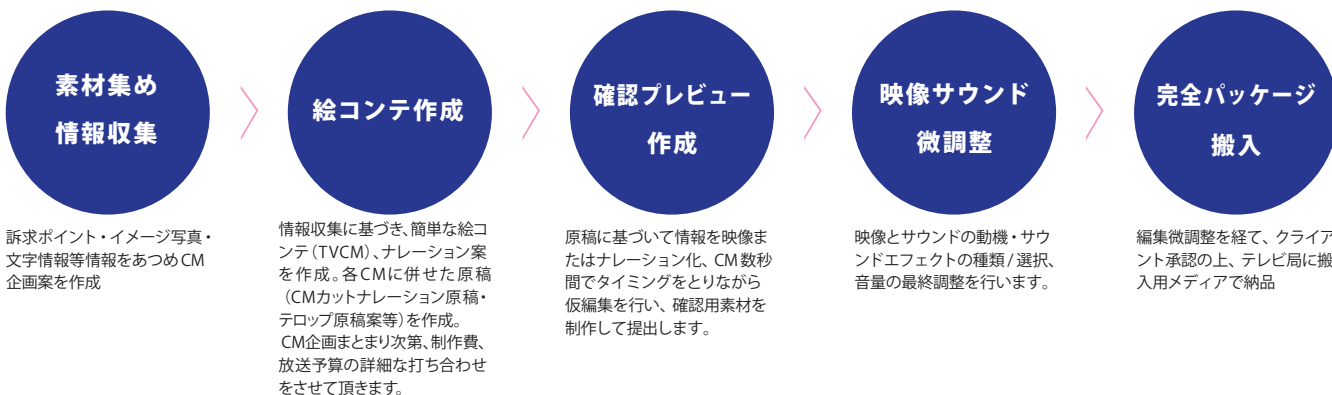 素材集め
情報収集
訴求ポイント・イメージ写真・
文字情報等情報をあつめCM
企画案を作成
絵コンテ作成
情報収集に基づき、簡単な絵コ
ンテ(TVCM)、ナレーション案
を作成。各CMに併せた原稿
(CMカットナレーション原稿・
テロップ原稿案等)を作成。
CM企画まとまり次第、制作費、
放送予算の詳細な打ち合わせ
をさせて頂きます。
確認プレビュー
作成
原稿に基づいて情報を映像ま
たはナレーション化、CM数秒
間でタイミングをとりながら
仮編集を行い、確認用素材を
制作して提出します。
映像サウンド
微調整
映像とサウンドの動機・サウ
ンドエフェクトの種類/選択、
音量の最終調整を行います。
完全パッケージ
搬入
編集微調整を経て、クライア
ント承認の上、テレビ局に搬
入用メディアで納品